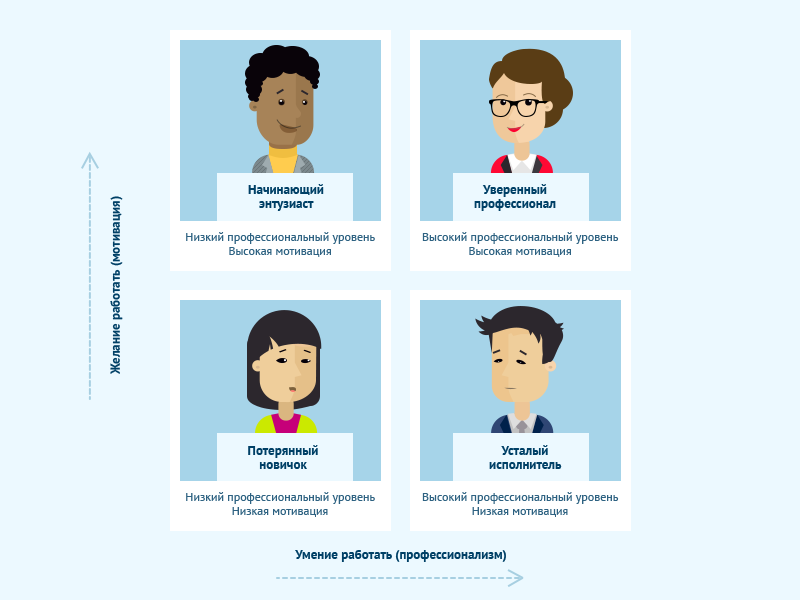 Начинающий
энтузиаст
Низкий профессиональный уровень
Высокая мотивация
Уверенный
профессионал
Высокий профессиональный уровень
Высокая мотивация
Желание работать (мотивация)
Потерянный
новичок
Низкий профессиональный уровень
Низкая мотивация
Усталый
исполнитель
Высокий профессиональный уровень
Низкая мотивация
Умение работать (профессионализм)